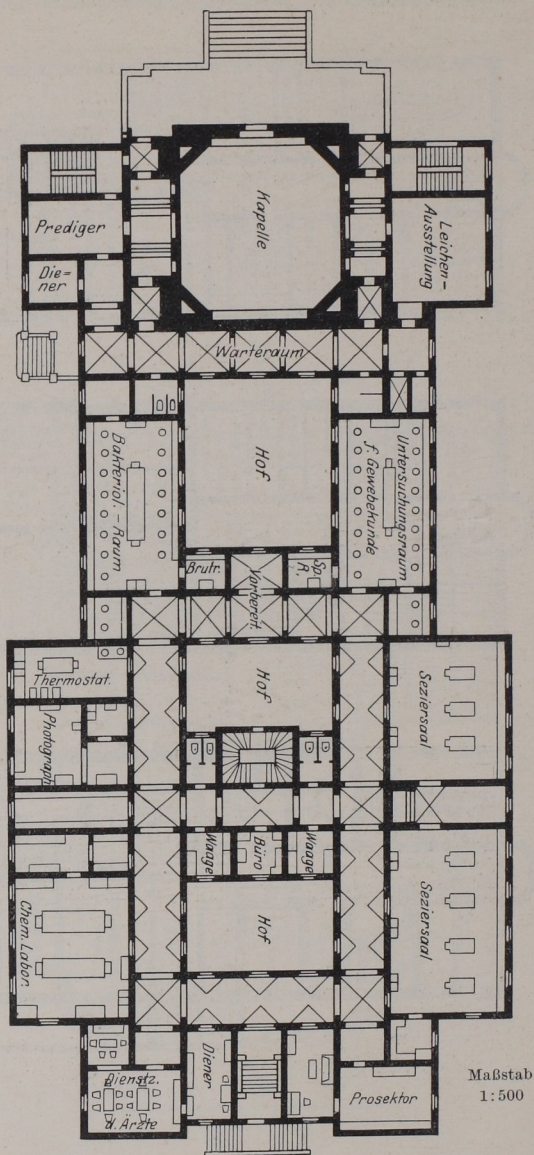 Prediger
Kapelle
Leichen-
Ausstellung
Die=
ner
Warteraum
Bakteriol.-Raum
Hof
Untersuchungsraum
f. Gewebekunde
Brutr.
Vorbereit.
Sp.
R.
Thermostat.
Hof
Seziersaal
Photograph.
Waage
Büro
Waage
Chem. Labor.
Hof
Seziersaal
Dienstz.
d. Ärzte
Diener
Prosektor
Maßstab
1:500